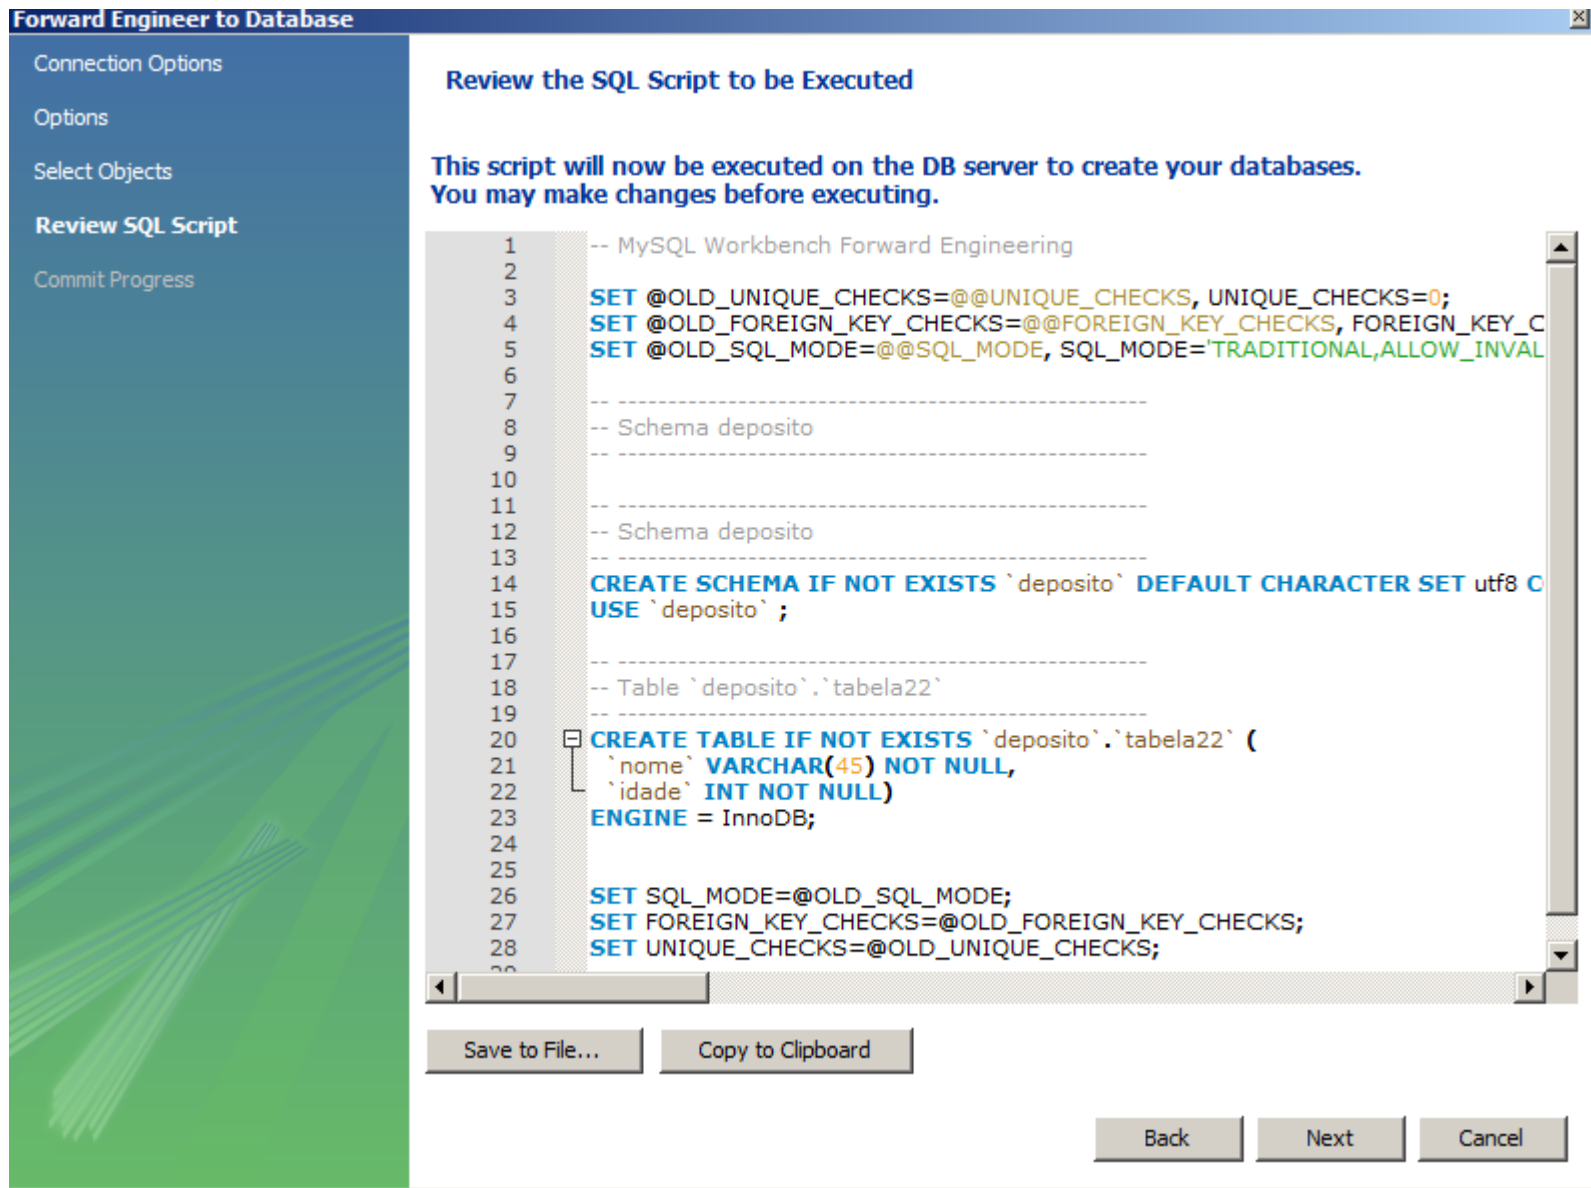 Forward Engineer to Database
Connection Options
Options
Select Objects
Review SQL Script
Commit Progress
Review the SQL Script to be Executed
This script will now be executed on the DB server to create your databases.
You may make changes before executing.
1 -- MySQL Workbench Forward Engineering
2
3 SET @OLD_UNIQUE_CHECKS=@@UNIQUE_CHECKS, UNIQUE_CHECKS=0;
4 SET @OLD_FOREIGN_KEY_CHECKS=@@FOREIGN_KEY_CHECKS, FOREIGN_KEY_C
5 SET @OLD_SQL_MODE=@@SQL_MODE, SQL_MODE='TRADITIONAL,ALLOW_INVAL
6
7 -- -----------------------------------------------------
8 -- Schema deposito
9 -- -----------------------------------------------------
10
11 -- -----------------------------------------------------
12 -- Schema deposito
13 -- -----------------------------------------------------
14 CREATE SCHEMA IF NOT EXISTS `deposito` DEFAULT CHARACTER SET utf8 C
15 USE `deposito` ;
16
17 -- -----------------------------------------------------
18 -- Table `deposito`.`tabela22`
19 -- -----------------------------------------------------
20 CREATE TABLE IF NOT EXISTS `deposito`.`tabela22` (
21 `nome` VARCHAR(45) NOT NULL,
22 `idade` INT NOT NULL)
23 ENGINE = InnoDB;
24
25
26 SET SQL_MODE=@OLD_SQL_MODE;
27 SET FOREIGN_KEY_CHECKS=@OLD_FOREIGN_KEY_CHECKS;
28 SET UNIQUE_CHECKS=@OLD_UNIQUE_CHECKS;
Save to File... Copy to Clipboard
Back Next Cancel